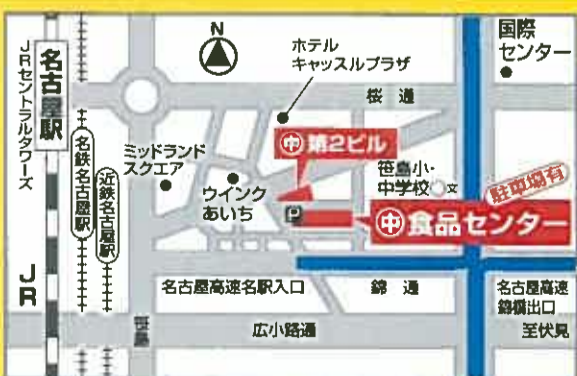 N
ホテル
キャッスルプラザ
国際
センター
JRセントラルタワーズ
名古屋駅
桜通
名鉄名古屋駅
近鉄名古屋駅
ミッドランド
スクエア
㊥第2ビル
ウインク
あいち
笹島小・
中学校
文
駐車場有
P
㊥食品センター
JR
名古屋高速名駅入口
錦通
名古屋高速
錦橋出口
笹島
広小路通
至伏見